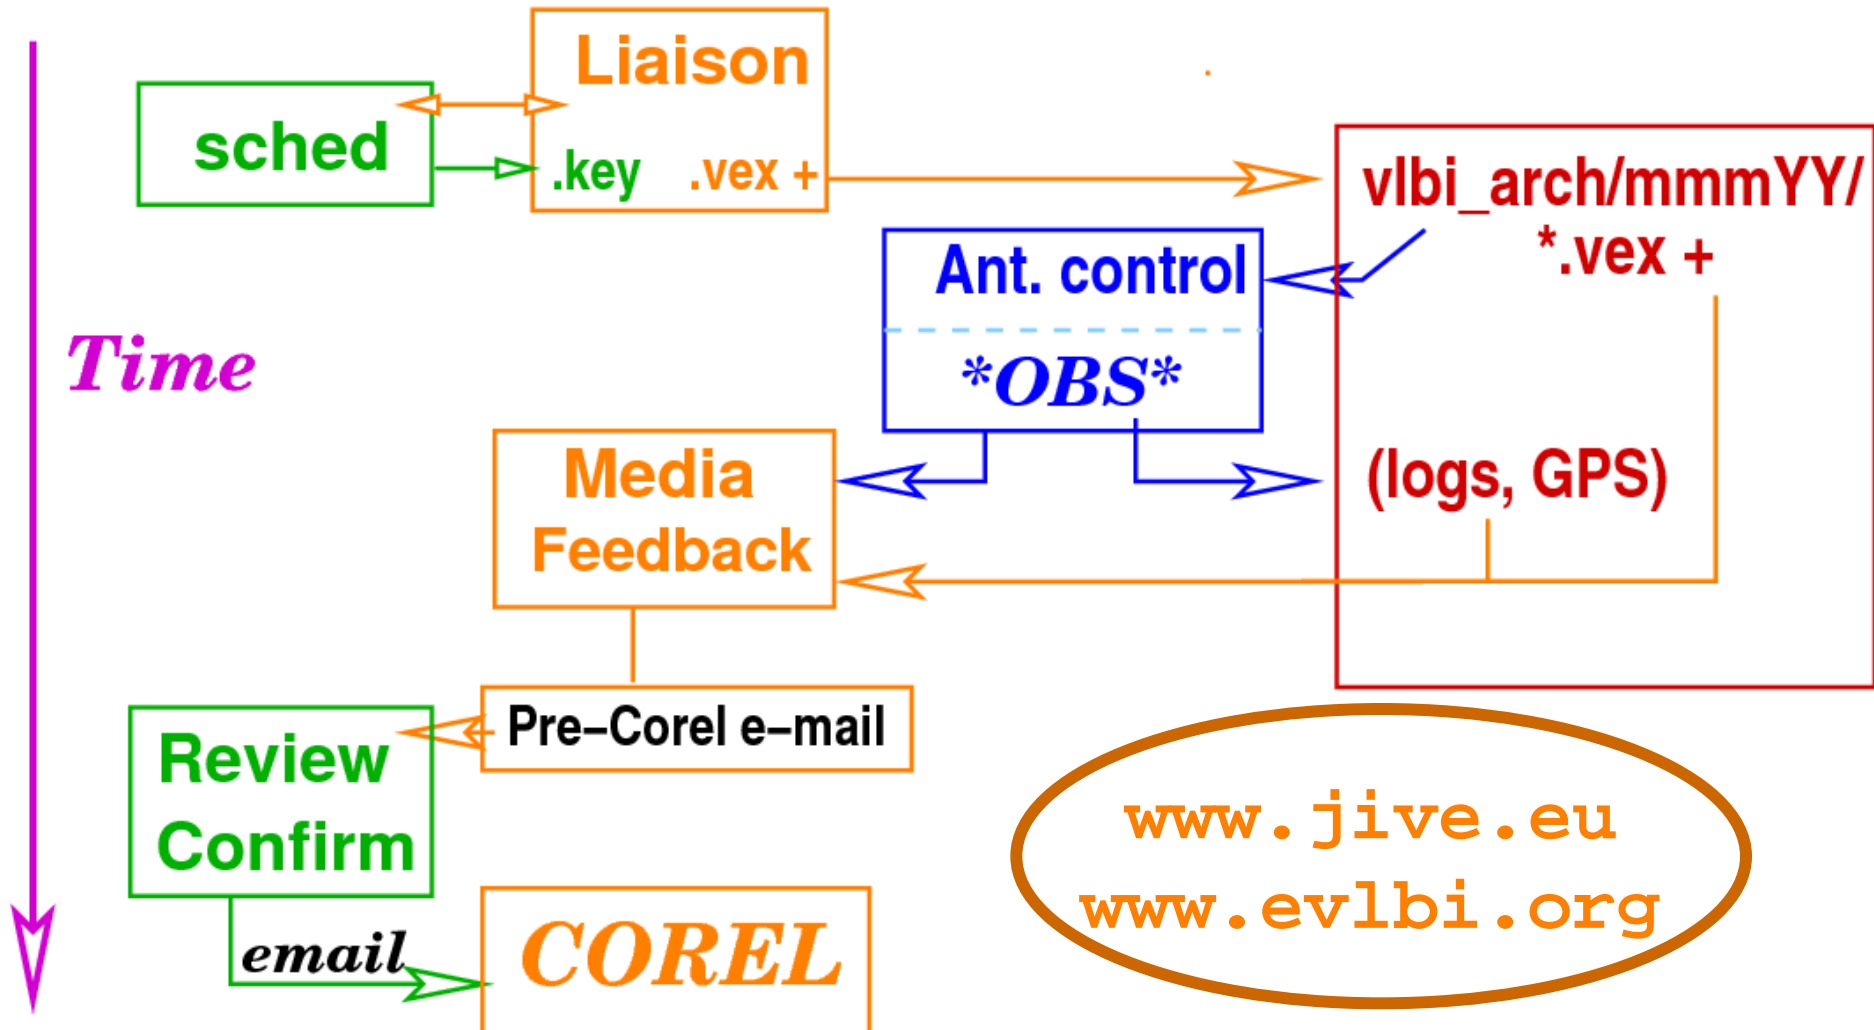 Liaison
sched
.key .vex +
vlbi_arch/mmmYY/
*.vex +
Ant. control
*OBS*
Time
Media
Feedback
(logs, GPS)
Pre–Corel e–mail
Review
Confirm
email
COREL
www.jive.eu
www.evlbi.org